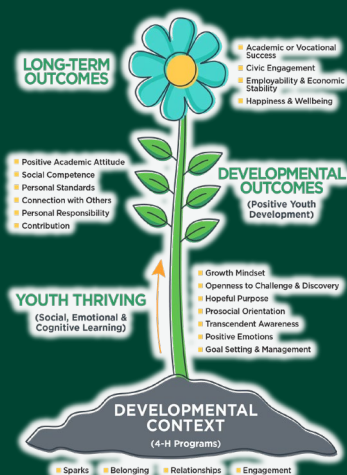 LONG-TERM
OUTCOMES
Academic or Vocational
Success
Civic Engagement
Employability & Economic
Stability
Happiness & Wellbeing
Positive Academic Attitude
Social Competence
Personal Standards
Connection with Others
Personal Responsibility
Contribution
DEVELOPMENTAL
OUTCOMES
(Positive Youth
Development)
YOUTH THRIVING
(Social, Emotional &
Cognitive Learning)
Growth Mindset
Openness to Challenge & Discovery
Hopeful Purpose
Prosocial Orientation
Transcendent Awareness
Positive Emotions
Goal Setting & Management
DEVELOPMENTAL
CONTEXT
(4-H Programs)
Sparks Belonging Relationships Engagement